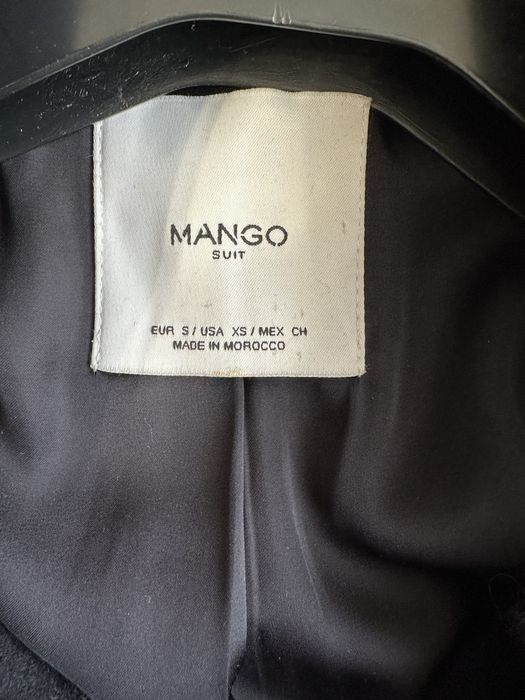 MANGO
SUIT
EUR S / USA XS / MEX CH
MADE IN MOROCCO